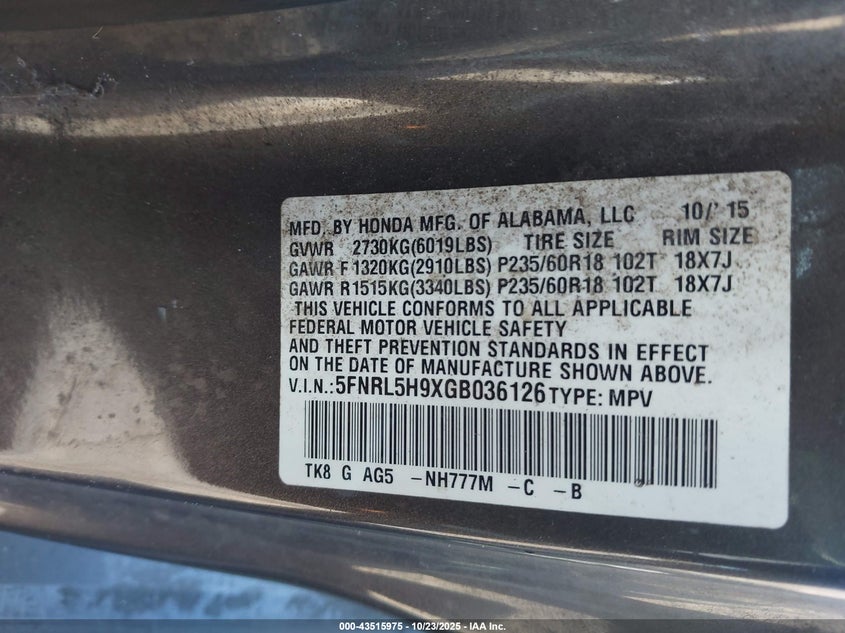 MFD. BY HONDA MFG. OF ALABAMA, LLC 10/'15
GVWR 2730KG(6019LBS) TIRE SIZE RIM SIZE
GAWR F1320KG(2910LBS) P235/60R18 102T 18X7J
GAWR R1515KG(3340LBS) P235/60R18 102T 18X7J
THIS VEHICLE CONFORMS TO ALL APPLICABLE
FEDERAL MOTOR VEHICLE SAFETY
AND THEFT PREVENTION STANDARDS IN EFFECT
ON THE DATE OF MANUFACTURE SHOWN ABOVE.
V.I.N.:5FNRL5H9XGB036126TYPE: MPV
TK8 G AG5 -NH777M -C -B
000-43515975 - 10/23/2025 - IAA Inc.